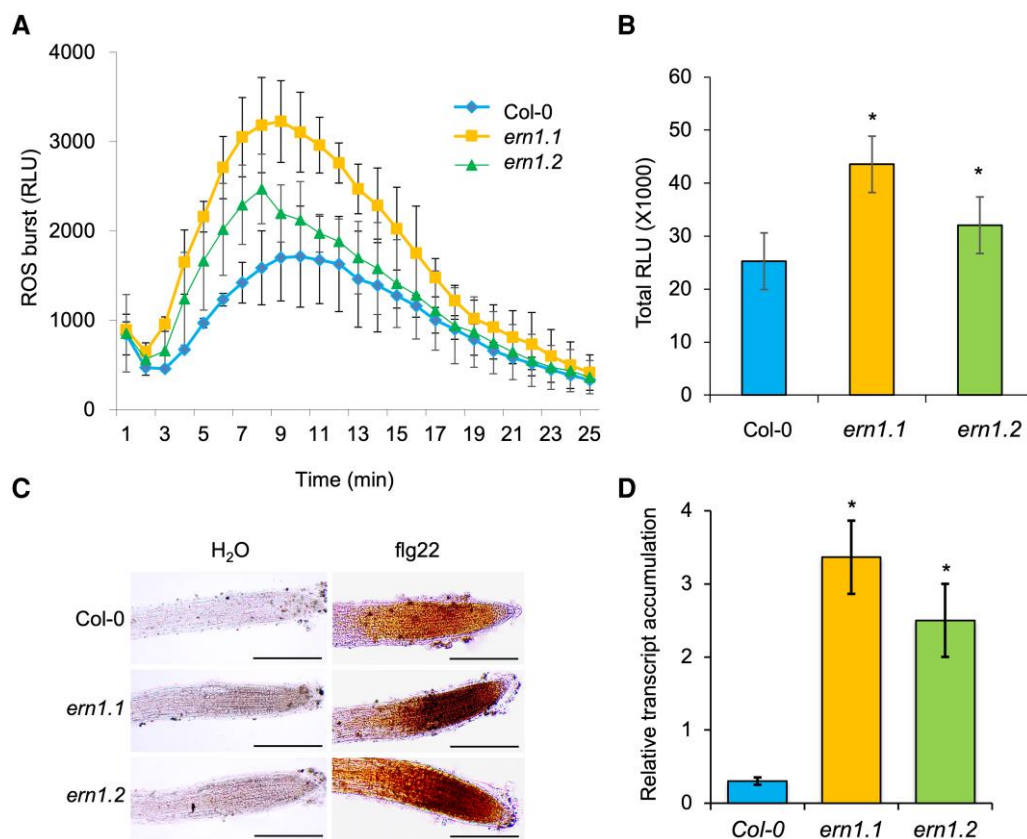 A
4000
3000
2000
1000
0
ROS burst (RLU)
Col-0
ern1.1
ern1.2
1 3 5 7 9 11 13 15 17 19 21 23 25
Time (min)
B
60
50
40
30
20
10
0
Total RLU (X1000)
*
*
Col-0 ern1.1 ern1.2
C
H₂O flg22
Col-0
ern1.1
ern1.2
D
4
3
2
1
0
Relative transcript accumulation
*
*
Col-0 ern1.1 ern1.2